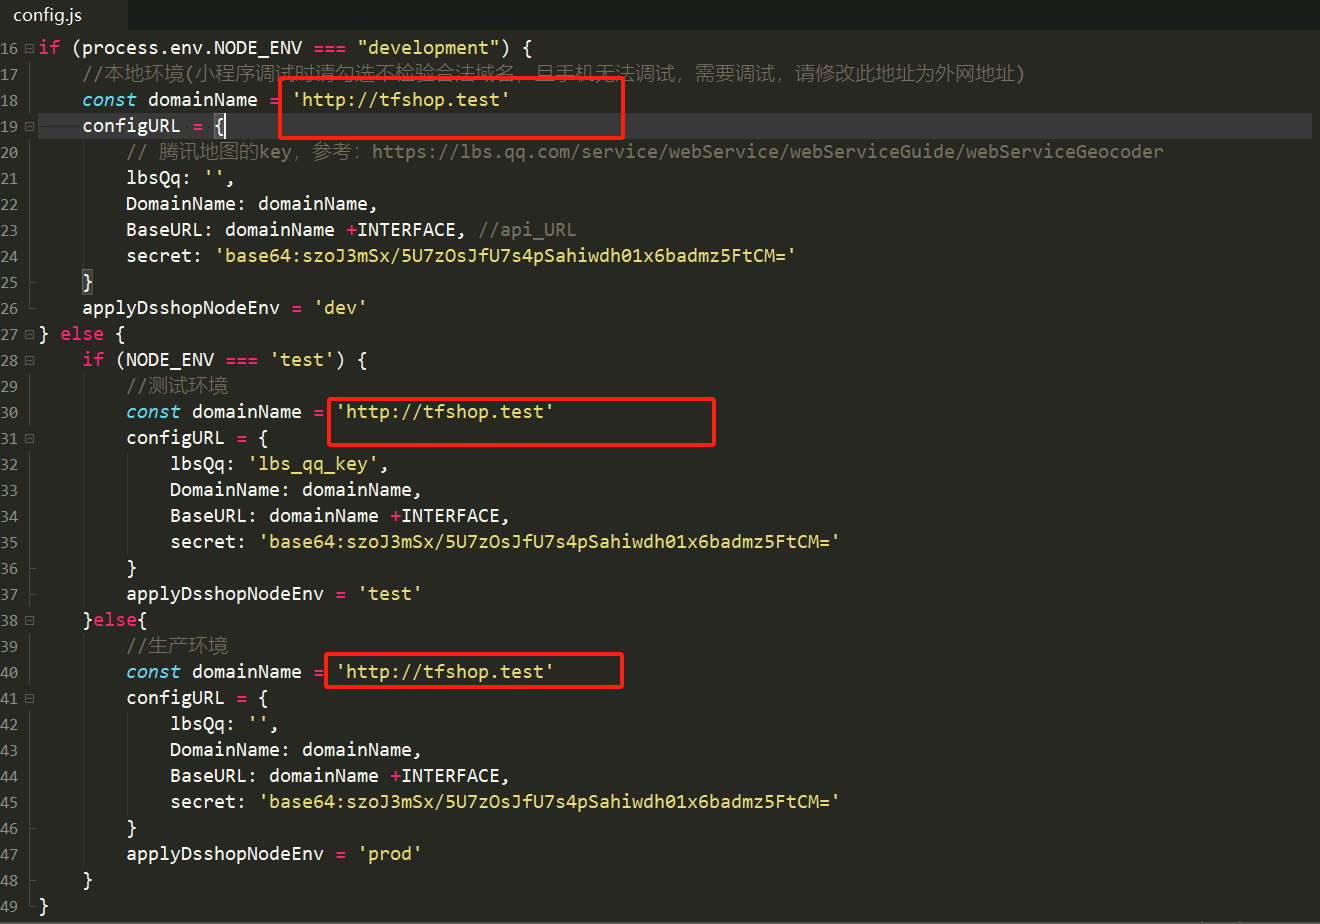 config.js
16 if (process.env.NODE_ENV === "development") {
17 //本地环境(小程序调试时请勾选不检验合法域名，且手机无法调试，需要调试，请修改此地址为外网地址)
18 const domainName = 'http://tfshop.test'
19 configURL = {
20 // 腾讯地图的key，参考：https://lbs.qq.com/service/webService/webServiceGuide/webServiceGeocoder
21 lbsQq: '',
22 DomainName: domainName,
23 BaseURL: domainName +INTERFACE, //api_URL
24 secret: 'base64:szoJ3mSx/5U7zOsJfU7s4pSahiwdh01x6badmz5FtCM='
25 }
26 applyDsshopNodeEnv = 'dev'
27 } else {
28 if (NODE_ENV === 'test') {
29 //测试环境
30 const domainName = 'http://tfshop.test'
31 configURL = {
32 lbsQq: 'lbs_qq_key',
33 DomainName: domainName,
34 BaseURL: domainName +INTERFACE,
35 secret: 'base64:szoJ3mSx/5U7zOsJfU7s4pSahiwdh01x6badmz5FtCM='
36 }
37 applyDsshopNodeEnv = 'test'
38 }else{
39 //生产环境
40 const domainName = 'http://tfshop.test'
41 configURL = {
42 lbsQq: '',
43 DomainName: domainName,
44 BaseURL: domainName +INTERFACE,
45 secret: 'base64:szoJ3mSx/5U7zOsJfU7s4pSahiwdh01x6badmz5FtCM='
46 }
47 applyDsshopNodeEnv = 'prod'
48 }
49 }